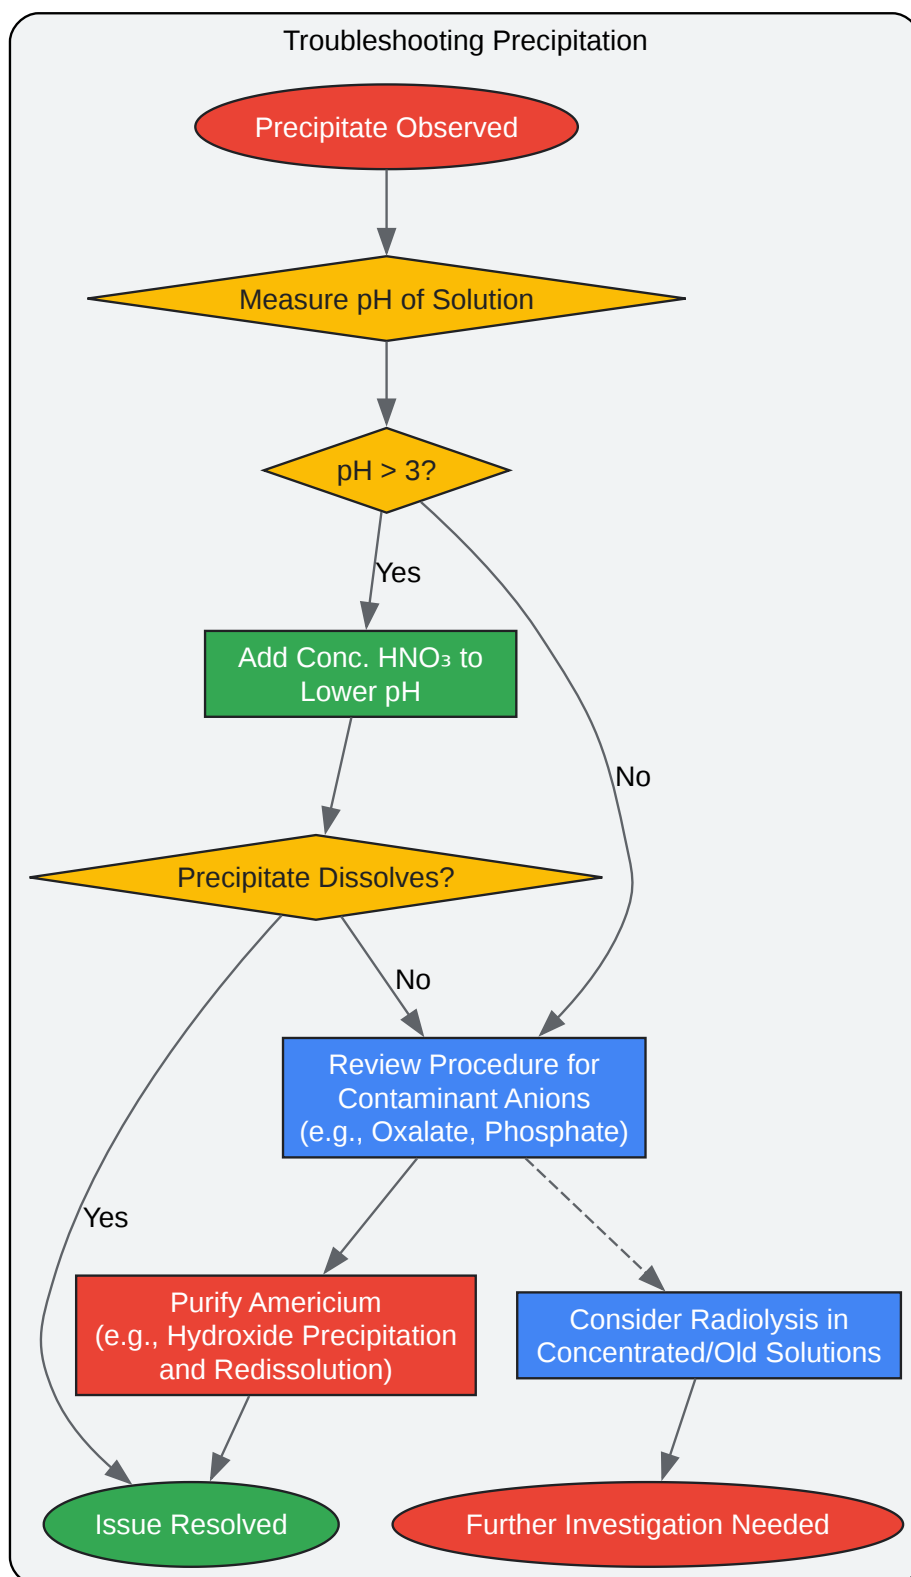 Troubleshooting Precipitation
Precipitate Observed
Measure pH of Solution
pH > 3?
Yes
Add Conc. HNO₃ to
Lower pH
No
Precipitate Dissolves?
No
Review Procedure for
Contaminant Anions
(e.g., Oxalate, Phosphate)
Yes
Purify Americium
(e.g., Hydroxide Precipitation
and Redissolution)
Consider Radiolysis in
Concentrated/Old Solutions
Issue Resolved
Further Investigation Needed